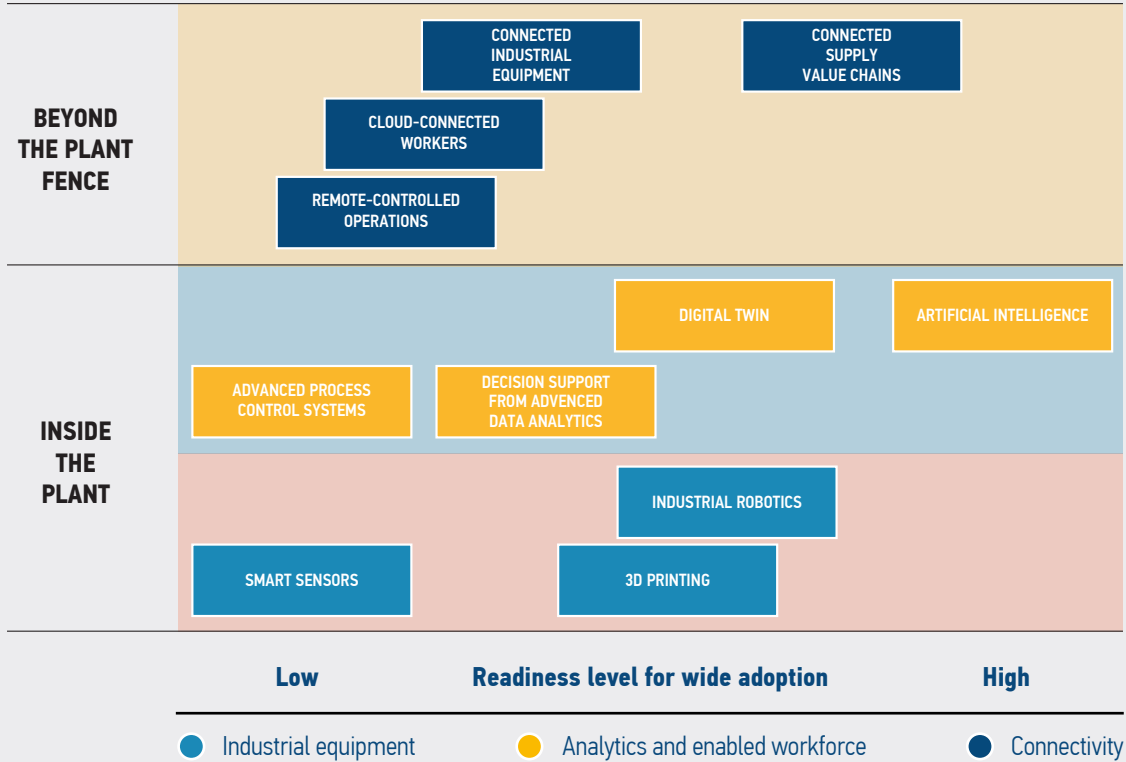 BEYOND
THE PLANT
FENCE
CONNECTED
INDUSTRIAL
EQUIPMENT
CONNECTED
SUPPLY
VALUE CHAINS
CLOUD-CONNECTED
WORKERS
REMOTE-CONTROLLED
OPERATIONS
INSIDE
THE
PLANT
DIGITAL TWIN
ARTIFICIAL INTELLIGENCE
ADVANCED PROCESS
CONTROL SYSTEMS
DECISION SUPPORT
FROM ADVENCED
DATA ANALYTICS
INDUSTRIAL ROBOTICS
SMART SENSORS
3D PRINTING
Low
Readiness level for wide adoption
High
Industrial equipment
Analytics and enabled workforce
Connectivity